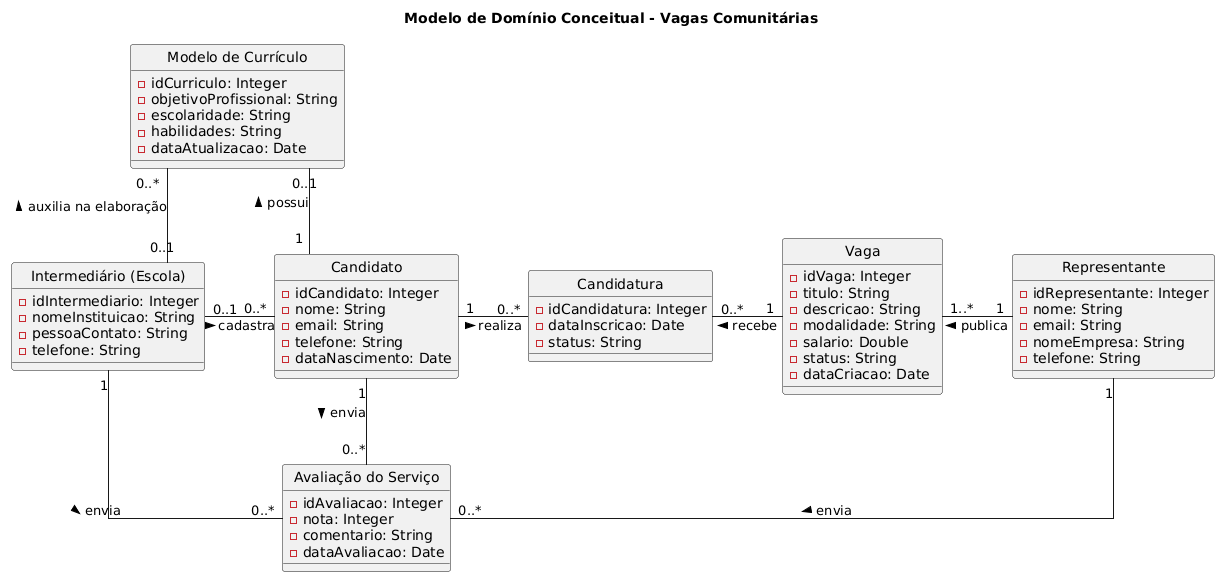 Modelo de Domínio Conceitual - Vagas Comunitárias
Modelo de Currículo
idCurriculo: Integer
objetivoProfissional: String
escolaridade: String
habilidades: String
dataAtualizacao: Date
0..*
0..1
auxilia na elaboração
possui
0..1
1
Intermediário (Escola)
idIntermediario: Integer
nomeInstituicao: String
pessoaContato: String
telefone: String
0..1
0..*
cadastra
Candidato
idCandidato: Integer
nome: String
email: String
telefone: String
dataNascimento: Date
1
0..*
realiza
Candidatura
idCandidatura: Integer
dataInscricao: Date
status: String
0..*
1
recebe
Vaga
idVaga: Integer
titulo: String
descricao: String
modalidade: String
salario: Double
status: String
dataCriacao: Date
1..*
1
publica
Representante
idRepresentante: Integer
nome: String
email: String
nomeEmpresa: String
telefone: String
1
1
1
envia
0..*
Avaliação do Serviço
idAvaliacao: Integer
nota: Integer
comentario: String
dataAvaliacao: Date
envia
0..*
0..*
envia